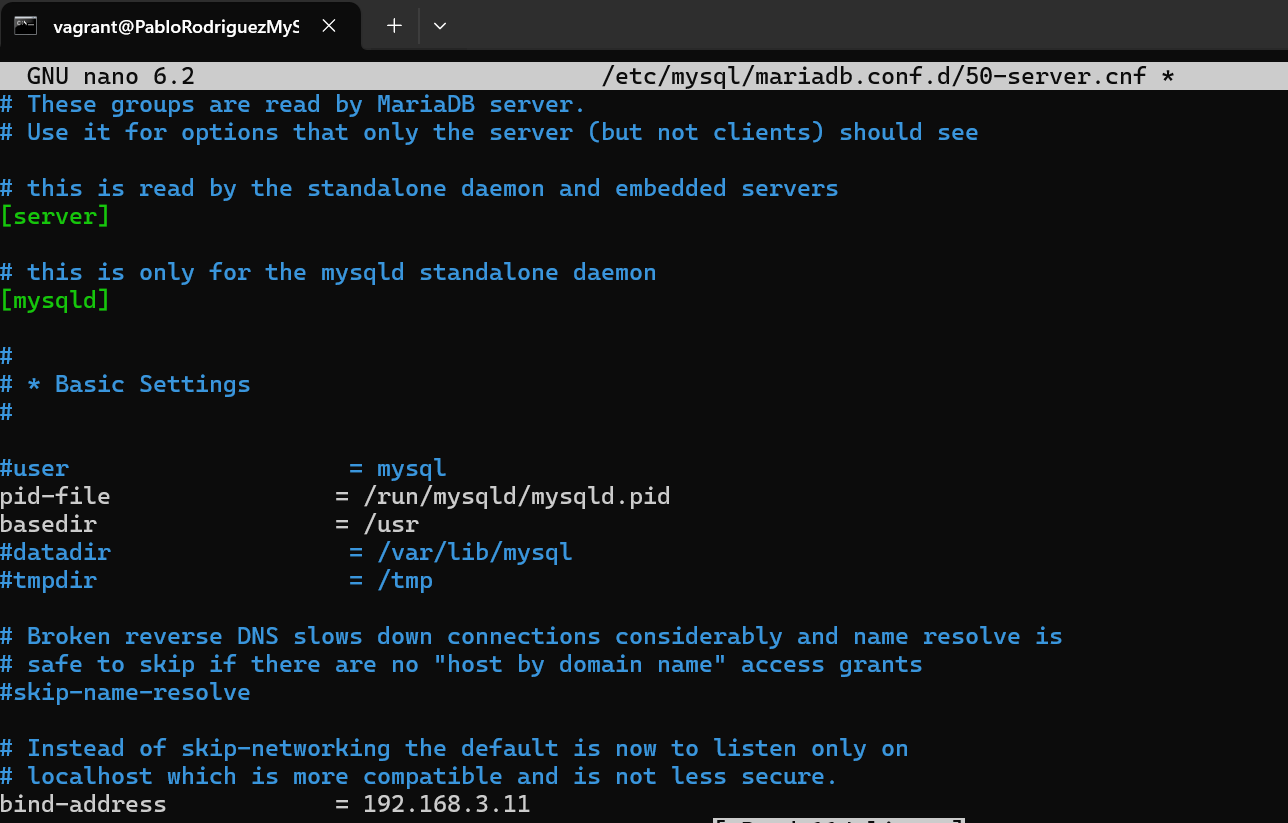 vagrant@PabloRodriguezMyS
GNU nano 6.2 /etc/mysql/mariadb.conf.d/50-server.cnf *
# These groups are read by MariaDB server.
# Use it for options that only the server (but not clients) should see
# this is read by the standalone daemon and embedded servers
[server]
# this is only for the mysqld standalone daemon
[mysqld]
#
# * Basic Settings
#
#user = mysql
pid-file = /run/mysqld/mysqld.pid
basedir = /usr
#datadir = /var/lib/mysql
#tmpdir = /tmp
# Broken reverse DNS slows down connections considerably and name resolve is
# safe to skip if there are no "host by domain name" access grants
#skip-name-resolve
# Instead of skip-networking the default is now to listen only on
# localhost which is more compatible and is not less secure.
bind-address = 192.168.3.11